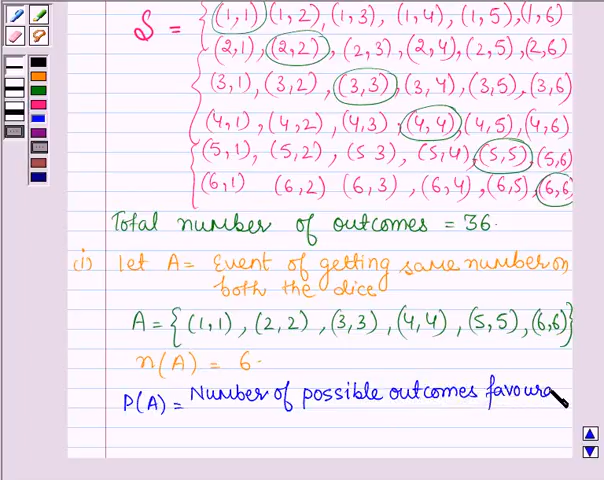 {(1,1) (1,2), (1,3), (1,4), (1,5), (1,6)
S = (2,1), (2,2), (2,3), (2,4), (2,5), (2,6)
(3,1), (3,2), (3,3), (3,4), (3,5), (3,6)
(4,1), (4,2), (4,3), (4,4), (4,5), (4,6)
(5,1), (5,2), (5 3), (5,4), (5,5), (5,6)
(6,1) (6,2) (6,3), (6,4), (6,5), (6,6)
Total number of outcomes = 36.
(i) let A = Event of getting same number on
both the dice
A = { (1,1), (2,2), (3,3), (4,4), (5,5), (6,6)}
n(A) = 6.
P(A) = Number of possible outcomes favoura